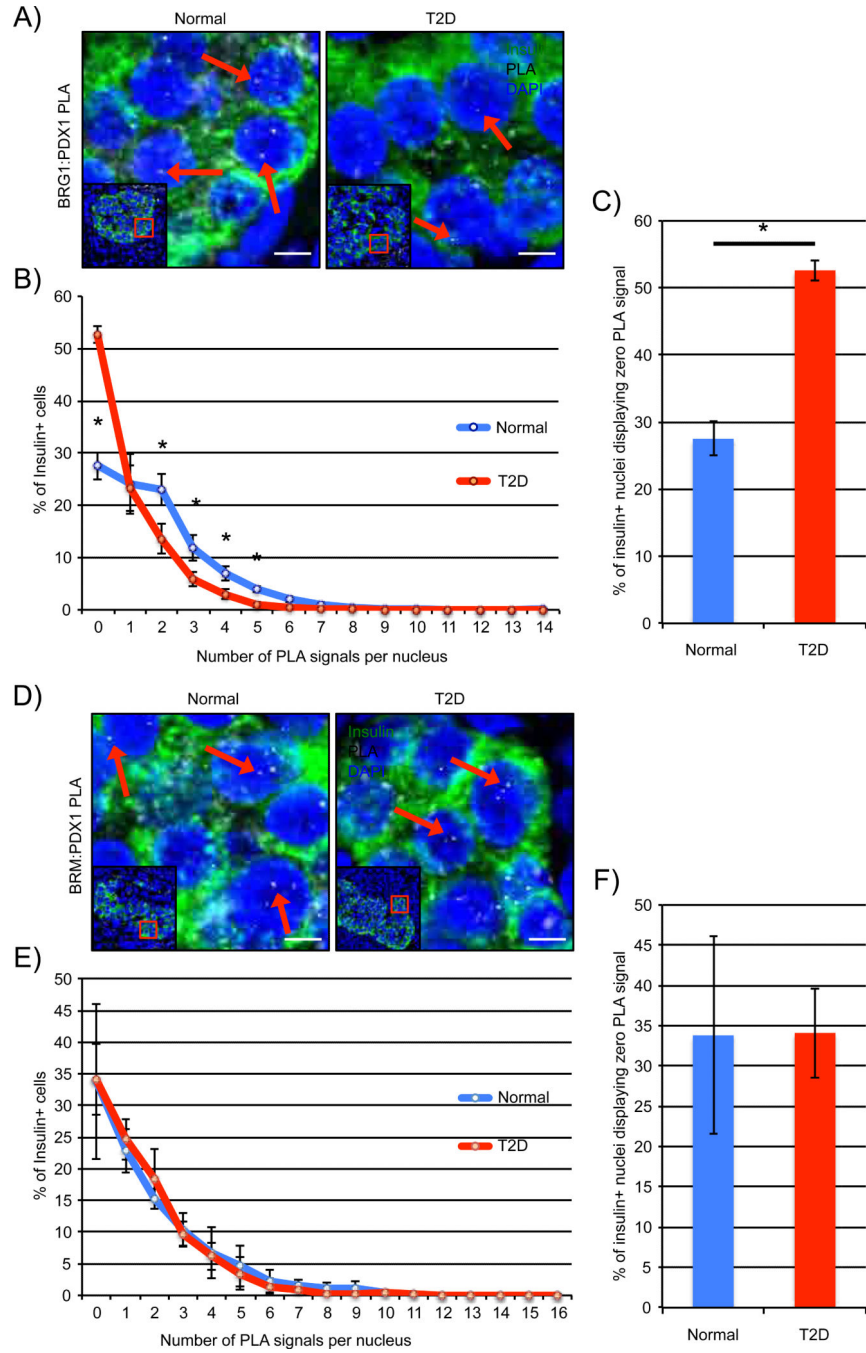 A)
Normal
T2D
BRG1:PDX1 PLA
Insulin
PLA
DAPI
B)
% of Insulin+ cells
60
50
40
30
20
10
0
*
*
*
*
*
Normal
T2D
0 1 2 3 4 5 6 7 8 9 10 11 12 13 14
Number of PLA signals per nucleus
C)
% of insulin+ nuclei displaying zero PLA signal
60
50
40
30
20
10
0
*
Normal
T2D
D)
Normal
T2D
BRM:PDX1 PLA
Insulin
PLA
DAPI
E)
% of Insulin+ cells
50
45
40
35
30
25
20
15
10
5
0
Normal
T2D
0 1 2 3 4 5 6 7 8 9 10 11 12 13 14 15 16
Number of PLA signals per nucleus
F)
% of insulin+ nuclei displaying zero PLA signal
50
45
40
35
30
25
20
15
10
5
0
Normal
T2D